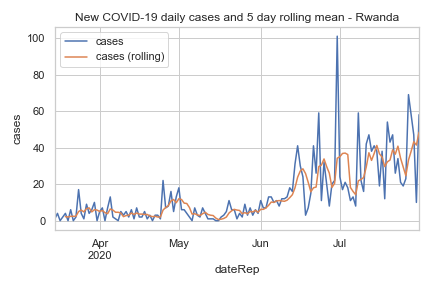 New COVID-19 daily cases and 5 day rolling mean - Rwanda
cases
cases (rolling)
100
80
60
40
20
0
cases
Apr
2020
May
Jun
Jul
dateRep